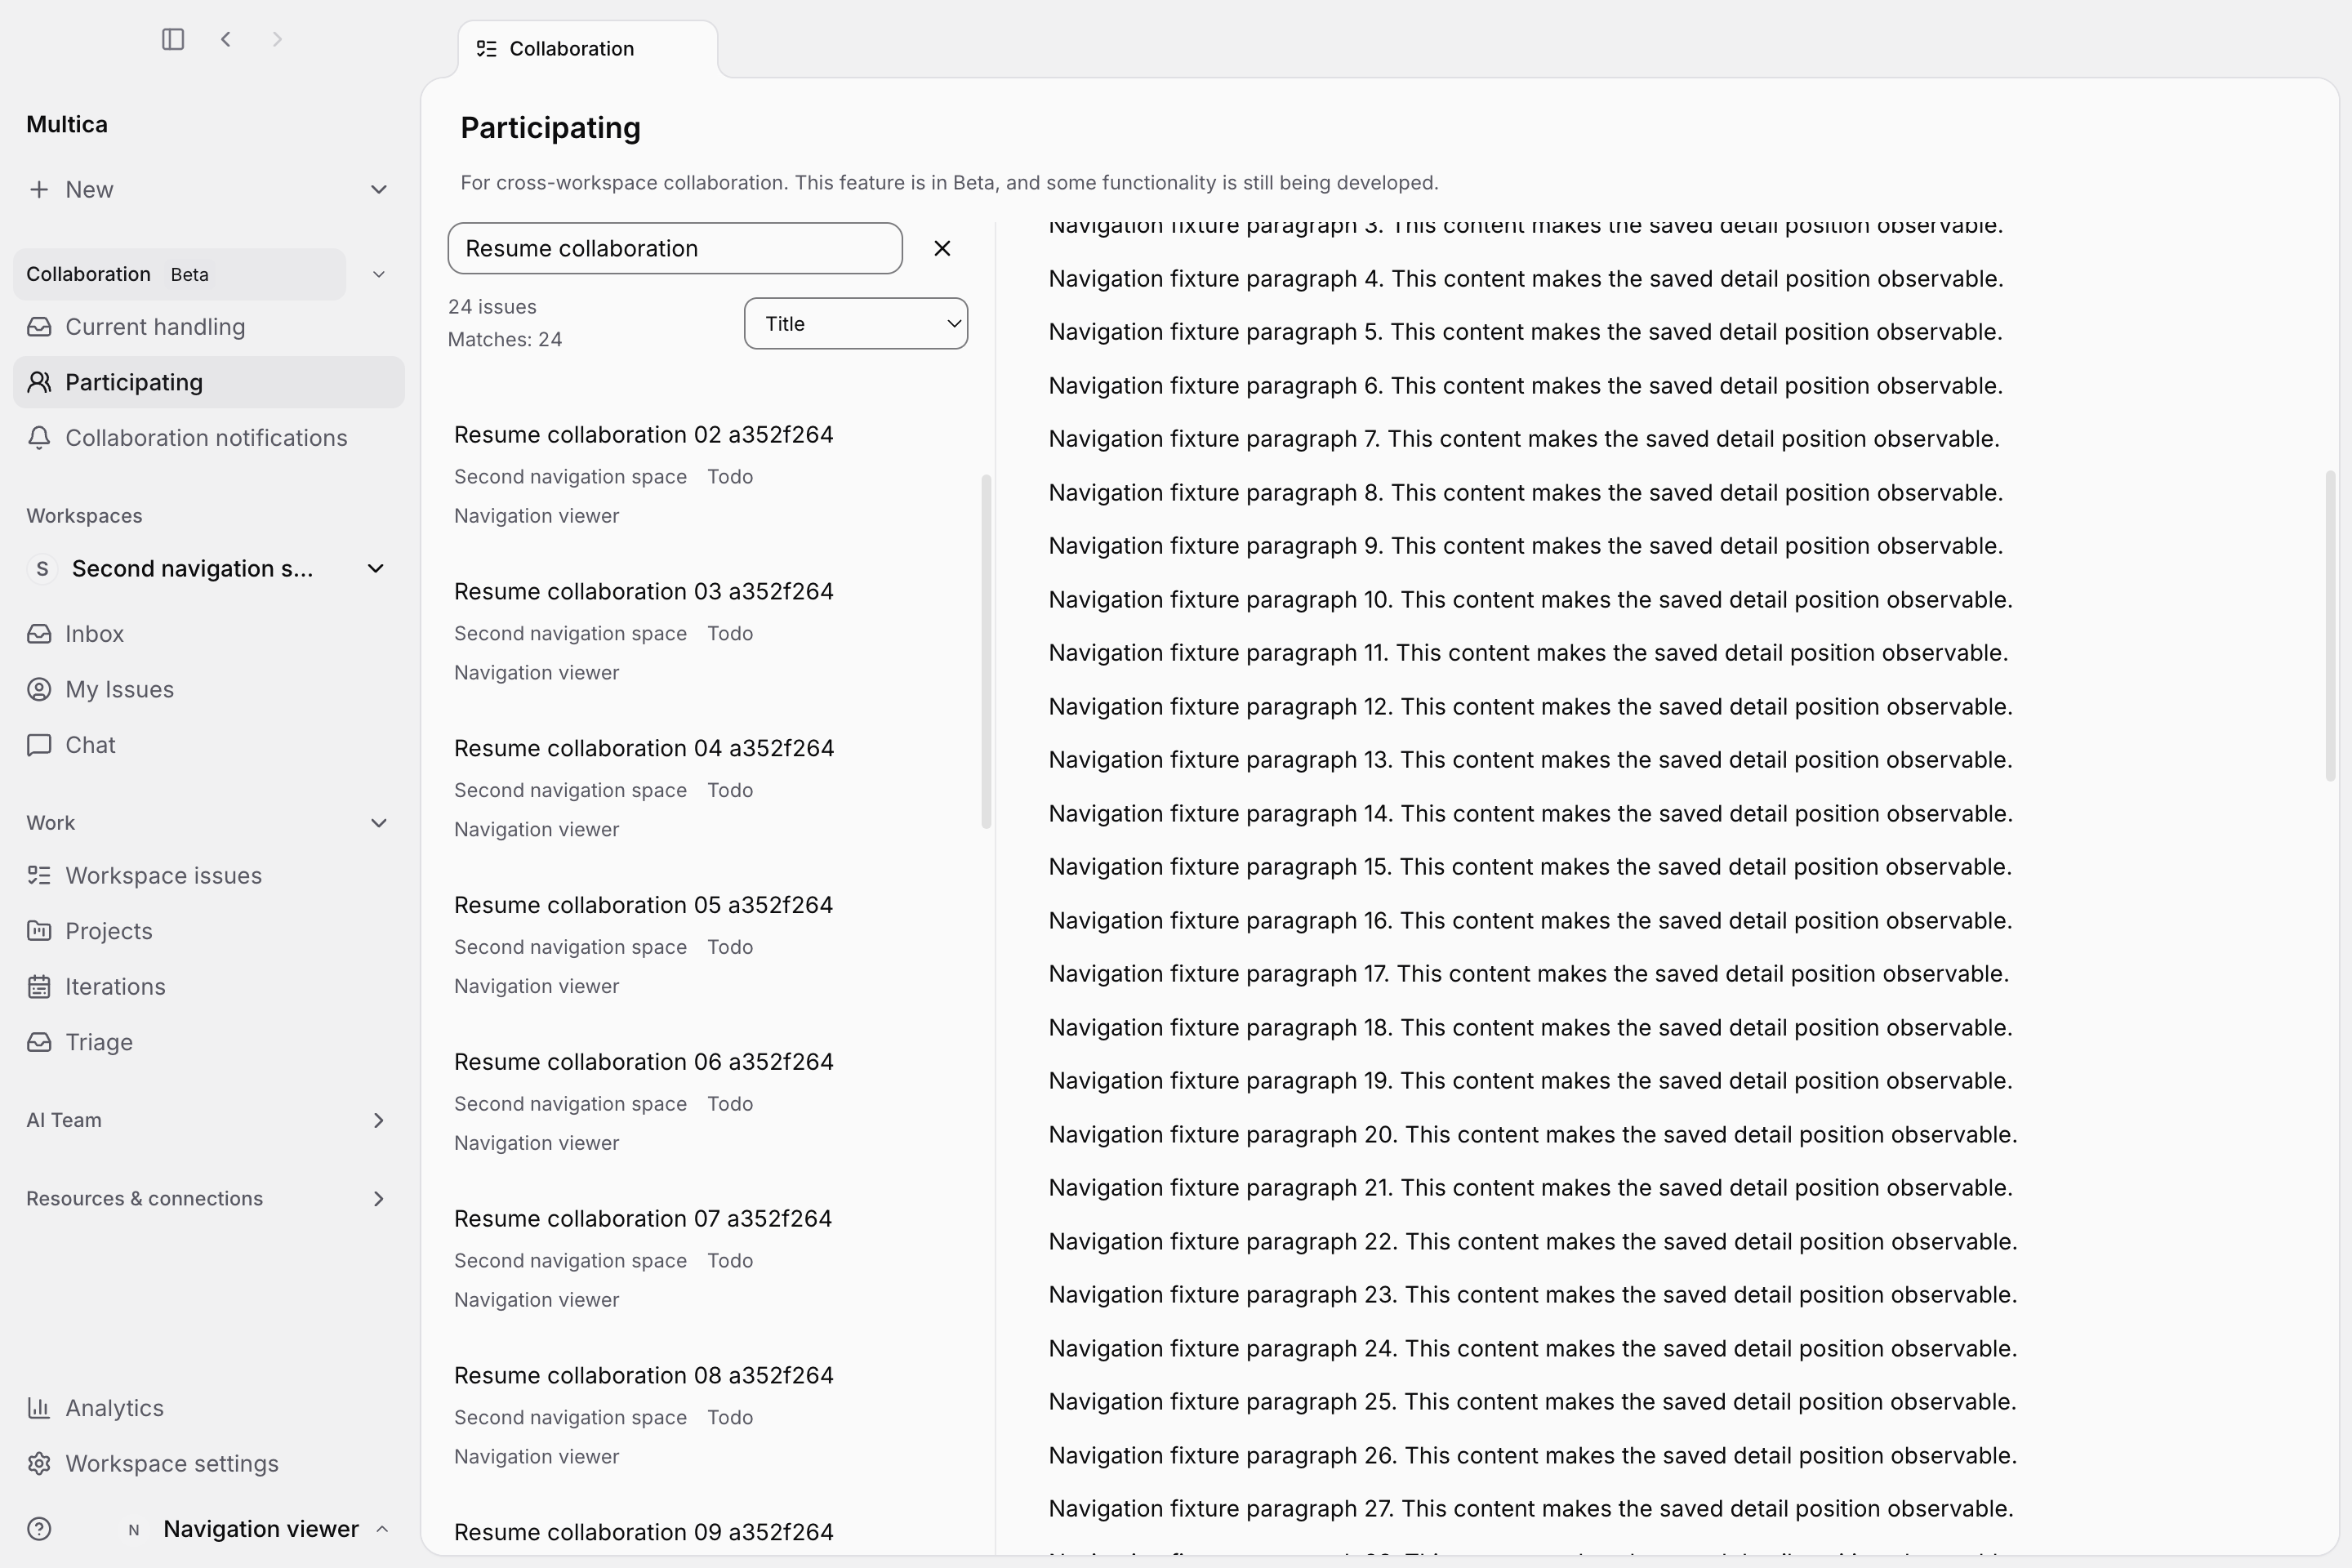 Collaboration
Multica
New
Collaboration Beta
Current handling
Participating
Collaboration notifications
Workspaces
S Second navigation s...
Inbox
My Issues
Chat
Work
Workspace issues
Projects
Iterations
Triage
AI Team
Resources & connections
Analytics
Workspace settings
N Navigation viewer
Participating
For cross-workspace collaboration. This feature is in Beta, and some functionality is still being developed.
Resume collaboration
24 issues
Matches: 24
Title
Resume collaboration 02 a352f264
Second navigation space Todo
Navigation viewer
Resume collaboration 03 a352f264
Second navigation space Todo
Navigation viewer
Resume collaboration 04 a352f264
Second navigation space Todo
Navigation viewer
Resume collaboration 05 a352f264
Second navigation space Todo
Navigation viewer
Resume collaboration 06 a352f264
Second navigation space Todo
Navigation viewer
Resume collaboration 07 a352f264
Second navigation space Todo
Navigation viewer
Resume collaboration 08 a352f264
Second navigation space Todo
Navigation viewer
Resume collaboration 09 a352f264
Navigation fixture paragraph 3. This content makes the saved detail position observable.
Navigation fixture paragraph 4. This content makes the saved detail position observable.
Navigation fixture paragraph 5. This content makes the saved detail position observable.
Navigation fixture paragraph 6. This content makes the saved detail position observable.
Navigation fixture paragraph 7. This content makes the saved detail position observable.
Navigation fixture paragraph 8. This content makes the saved detail position observable.
Navigation fixture paragraph 9. This content makes the saved detail position observable.
Navigation fixture paragraph 10. This content makes the saved detail position observable.
Navigation fixture paragraph 11. This content makes the saved detail position observable.
Navigation fixture paragraph 12. This content makes the saved detail position observable.
Navigation fixture paragraph 13. This content makes the saved detail position observable.
Navigation fixture paragraph 14. This content makes the saved detail position observable.
Navigation fixture paragraph 15. This content makes the saved detail position observable.
Navigation fixture paragraph 16. This content makes the saved detail position observable.
Navigation fixture paragraph 17. This content makes the saved detail position observable.
Navigation fixture paragraph 18. This content makes the saved detail position observable.
Navigation fixture paragraph 19. This content makes the saved detail position observable.
Navigation fixture paragraph 20. This content makes the saved detail position observable.
Navigation fixture paragraph 21. This content makes the saved detail position observable.
Navigation fixture paragraph 22. This content makes the saved detail position observable.
Navigation fixture paragraph 23. This content makes the saved detail position observable.
Navigation fixture paragraph 24. This content makes the saved detail position observable.
Navigation fixture paragraph 25. This content makes the saved detail position observable.
Navigation fixture paragraph 26. This content makes the saved detail position observable.
Navigation fixture paragraph 27. This content makes the saved detail position observable.